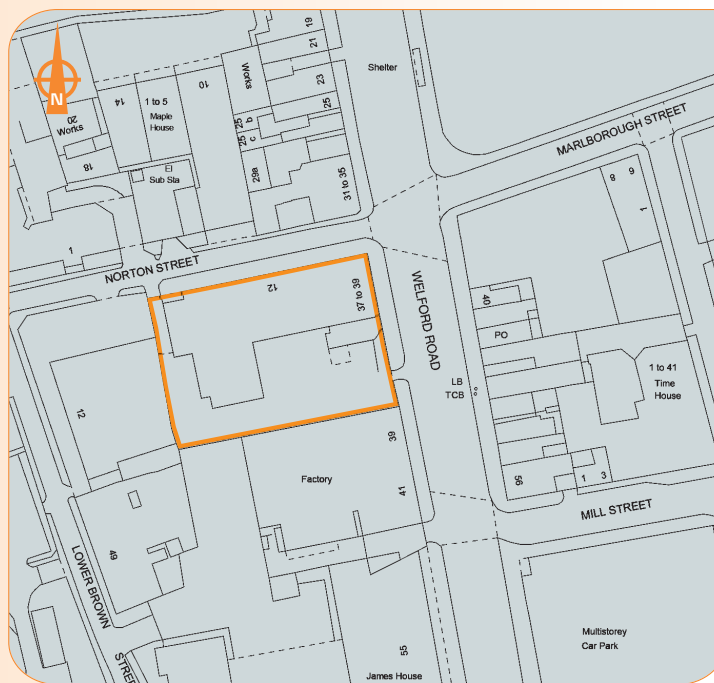 19
21
Shelter
Works
23
10
1 to 5
Maple
House
14
25
20
Works
25
b
25
c
18
El
Sub Sta
29a
31 to 35
MARLBOROUGH STREET
8
9
1
1
NORTON STREET
N
12
37 to 39
WELFORD ROAD
40
PO
LB
TCB
1 to 41
Time
House
12
39
Factory
41
56
1
3
MILL STREET
49
LOWER BROWN
STREET
55
James House
Multistorey
Car Park